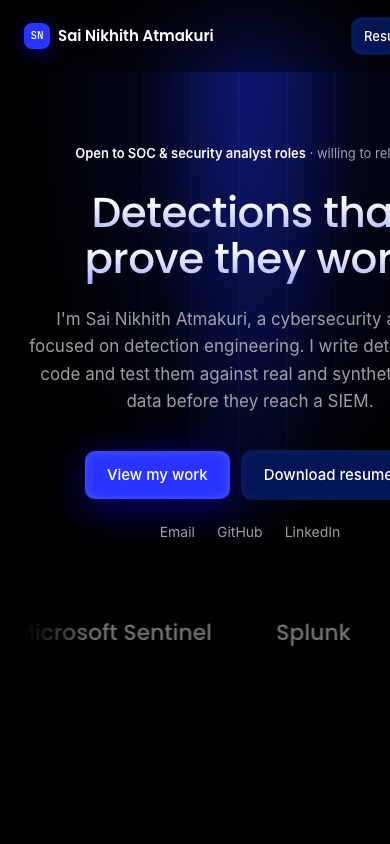 SN Sai Nikhith Atmakuri Resu
Open to SOC & security analyst roles · willing to rel
Detections tha
prove they wor
I'm Sai Nikhith Atmakuri, a cybersecurity a
focused on detection engineering. I write det
code and test them against real and synthet
data before they reach a SIEM.
View my work Download resume
Email GitHub LinkedIn
Microsoft Sentinel Splunk